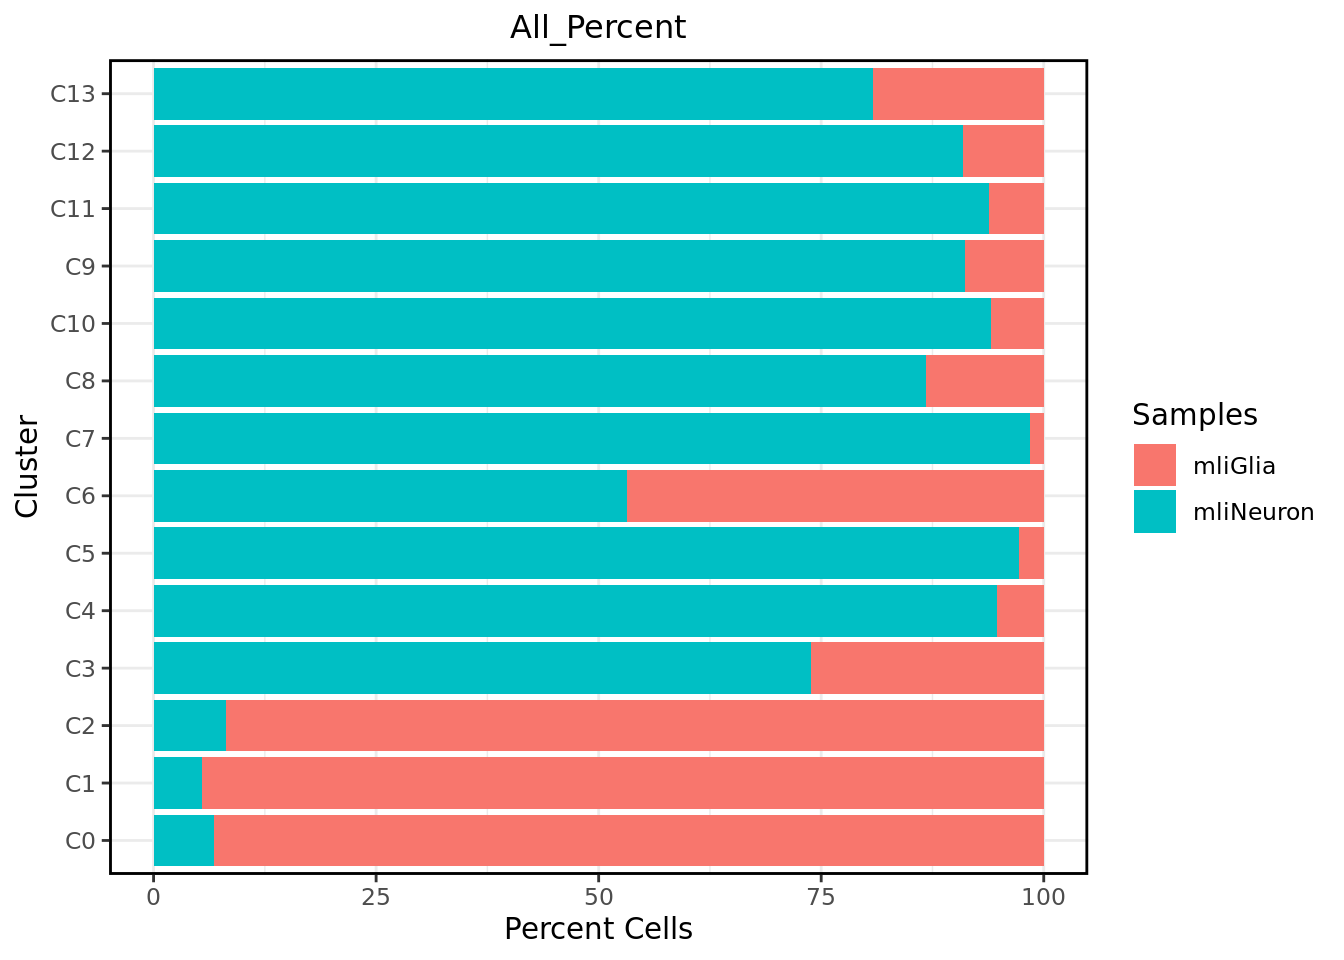 All_Percent
C13
C12
C11
C9
C10
C8
C7
C6
C5
C4
C3
C2
C1
C0
Cluster
0 25 50 75 100
Percent Cells
Samples
mliGlia
mliNeuron